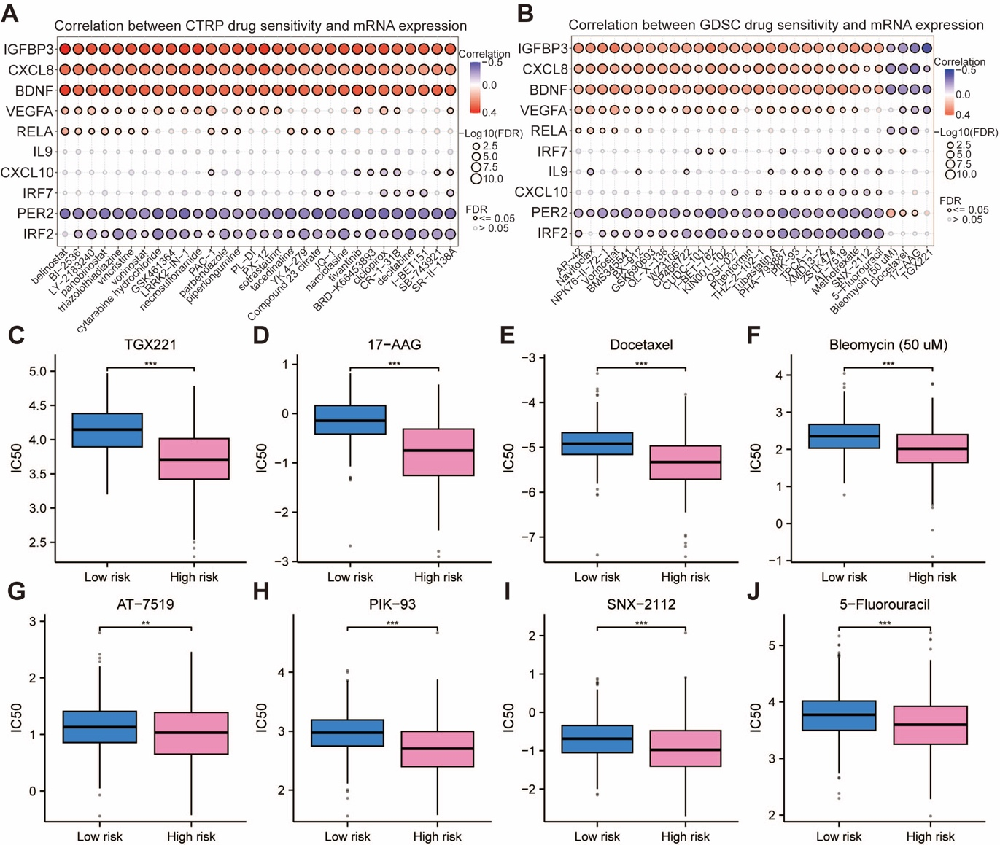 A
Correlation between CTRP drug sensitivity and mRNA expression
IGFBP3
CXCL8
BDNF
VEGFA
RELA
IL9
CXCL10
IRF7
PER2
IRF2
belinostat
BI-2536
LY-2183240
panobinostat
triazolothiadiazine
vincristine
vorinostat
cytarabine hydrochloride
GSK461364
LRRK2-IN-1
necrosulfonamide
PAC-1
parbendazole
piperlongumine
PL-DI
PX-12
sotrastaurin
tacedinaline
YK 4-279
Compound 23 citrate
JQ-1
narciclasine
tivantinib
BRD-K66453893
ciclopirox
CR-1-31B
decitabine
I-BET151
SB-743921
SR-II-138A
Correlation
-0.5
0.0
0.4
-Log10(FDR)
2.5
5.0
7.5
10.0
FDR
<= 0.05
> 0.05
B
Correlation between GDSC drug sensitivity and mRNA expression
IGFBP3
CXCL8
BDNF
VEGFA
RELA
IRF7
IL9
CXCL10
PER2
IRF2
AR-42
Navitoclax
NPK76-II-72-1
Vorinostat
BMS345541
BX-912
GSK690693
QL-X-138
WZ3105
CP466722
CUDC-101
I-BET-762
KIN001-102
OSI-027
Phenformin
THZ-2-102-1
Tubastatin A
PHA-793887
PIK-93
TPCA-1
XMD13-2
ZSTK474
AT-7519
Methotrexate
SNX-2112
5-Fluorouracil
Bleomycin (50 uM)
Docetaxel
17-AAG
TGX221
Correlation
-0.5
0.0
0.4
-Log10(FDR)
2.5
5.0
7.5
10.0
FDR
<= 0.05
> 0.05
C
TGX221
***
IC50
5.0
4.5
4.0
3.5
3.0
2.5
Low risk
High risk
D
17-AAG
***
IC50
1
0
-1
-2
-3
Low risk
High risk
E
Docetaxel
***
IC50
-3
-4
-5
-6
-7
Low risk
High risk
F
Bleomycin (50 uM)
***
IC50
4
3
2
1
0
-1
Low risk
High risk
G
AT-7519
**
IC50
3
2
1
0
Low risk
High risk
H
PIK-93
***
IC50
4
3
2
Low risk
High risk
I
SNX-2112
***
IC50
2
1
0
-1
-2
Low risk
High risk
J
5-Fluorouracil
***
IC50
5
4
3
2
Low risk
High risk